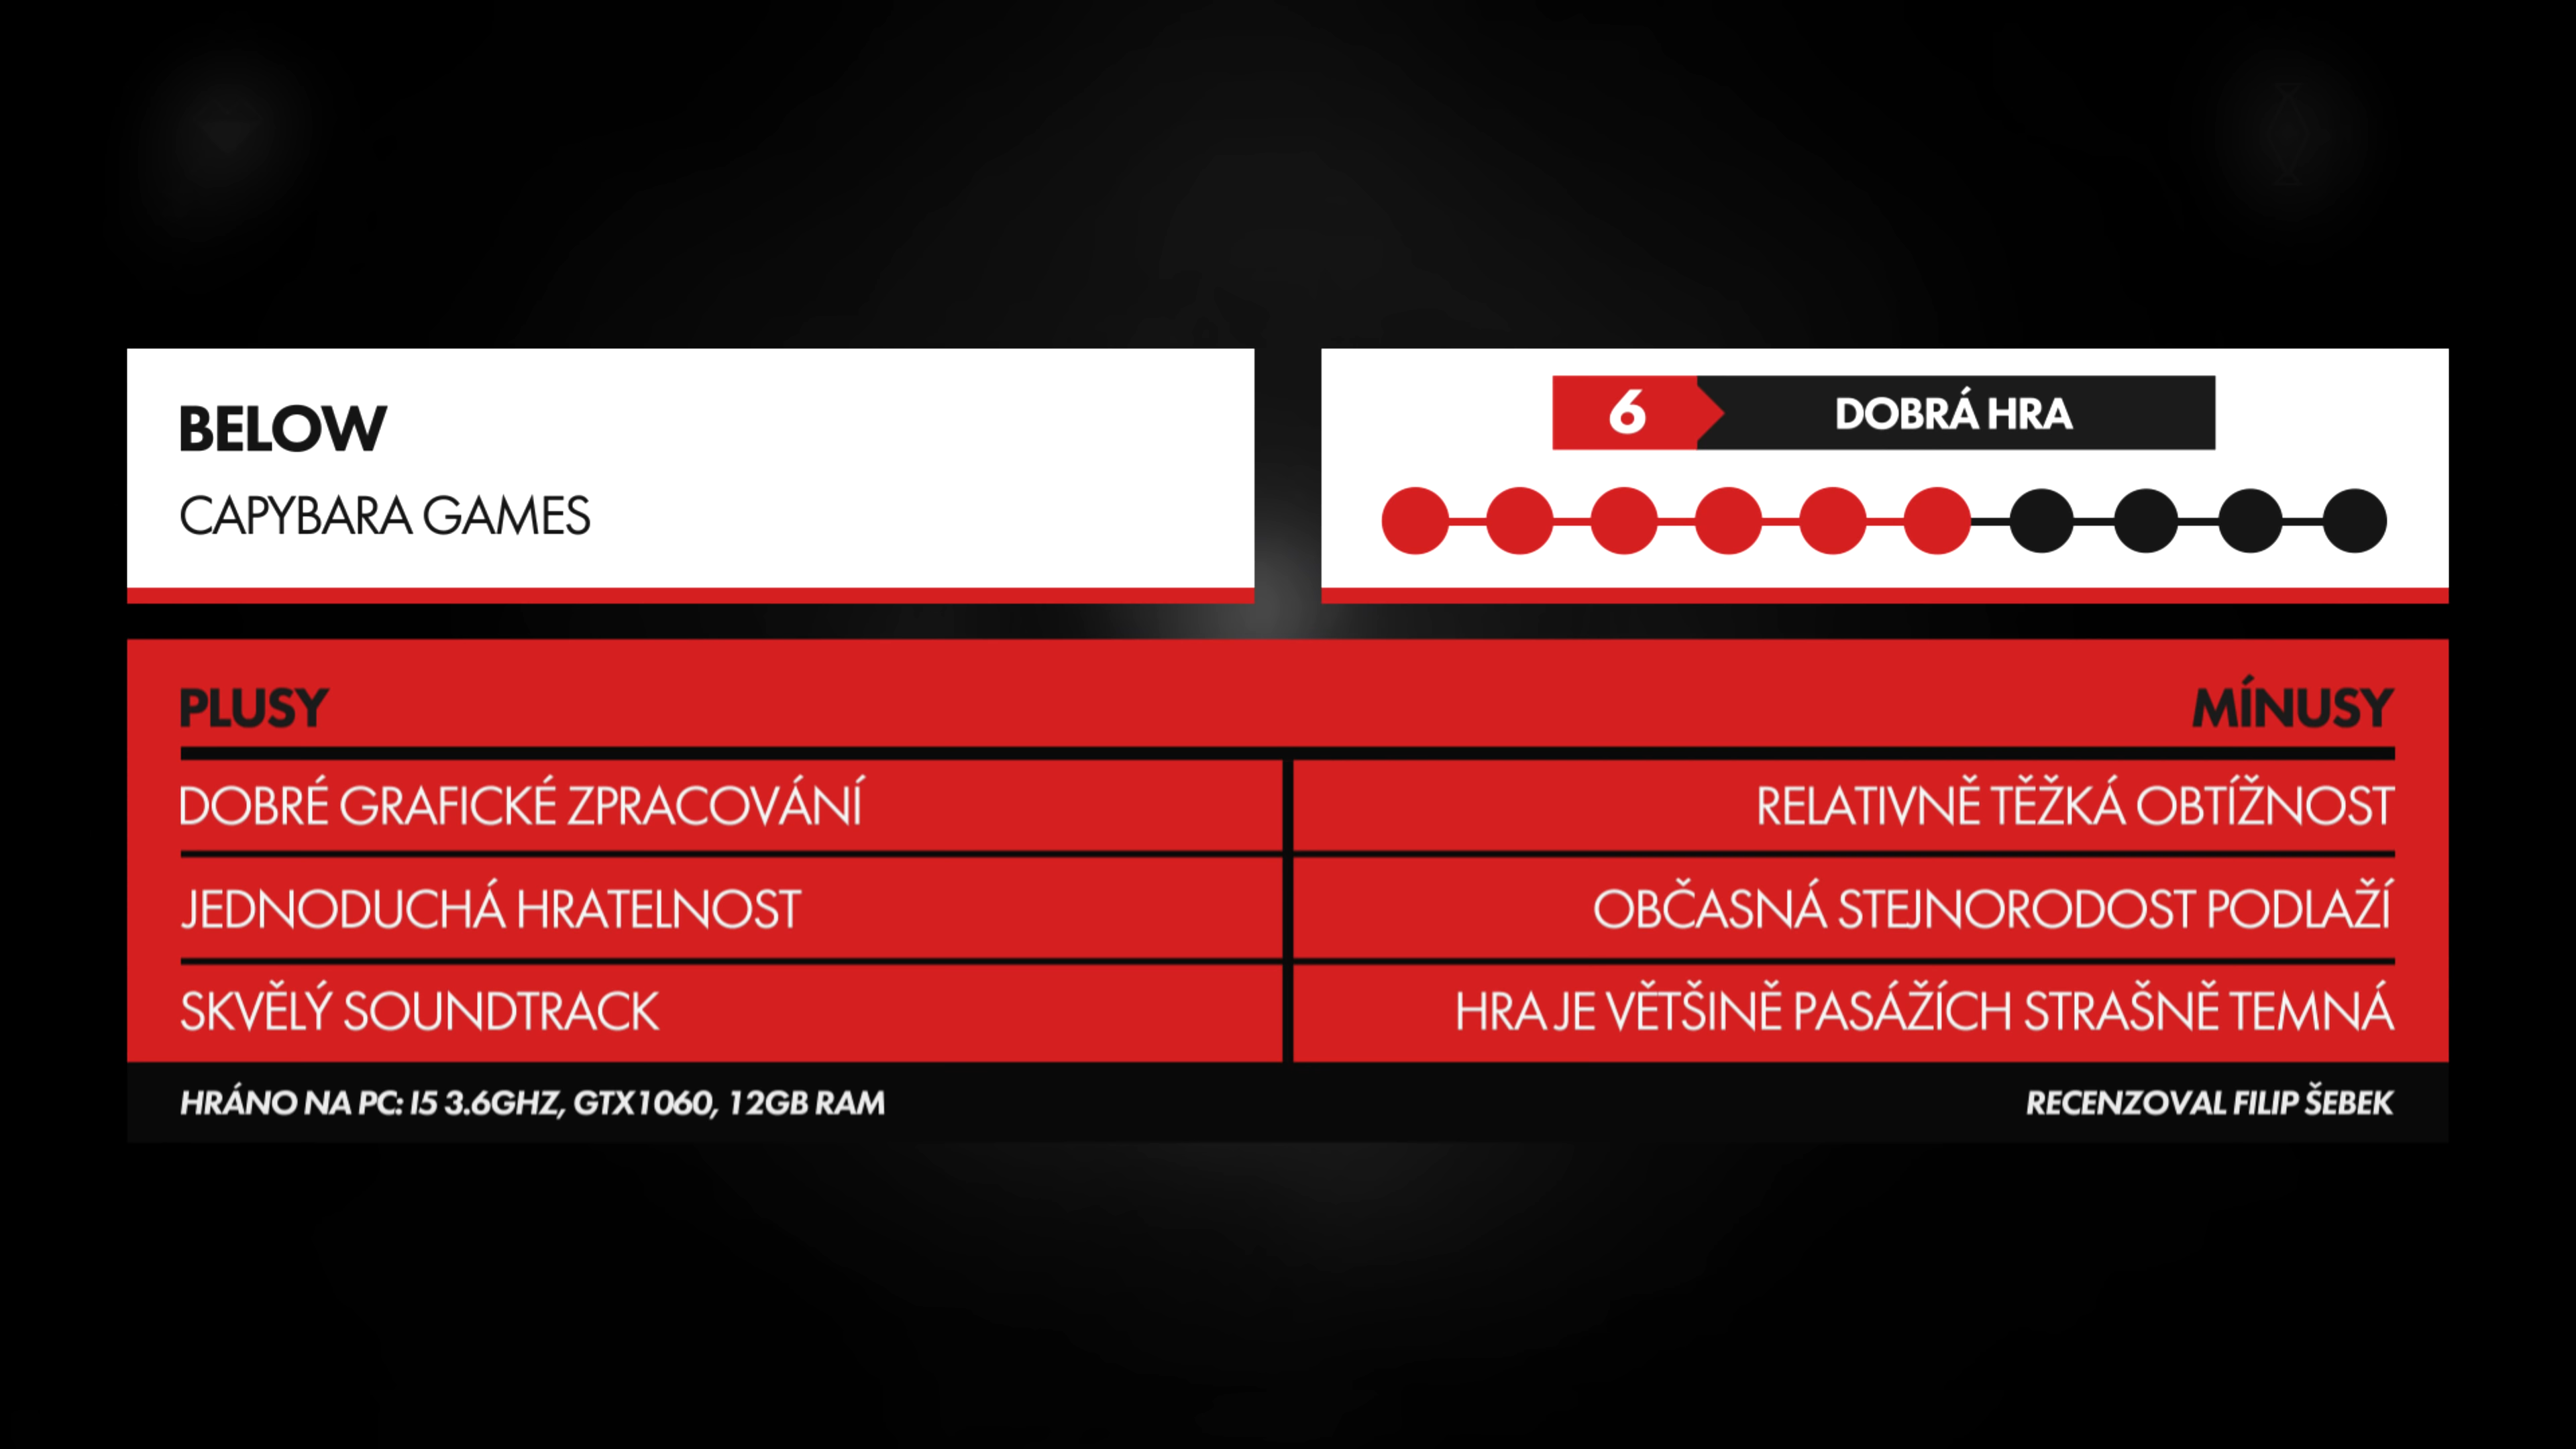 BELOW
CAPYBARA GAMES
6 DOBRÁ HRA
PLUSY
MÍNUSY
DOBRÉ GRAFICKÉ ZPRACOVÁNÍ
RELATIVNĚ TĚŽKÁ OBTÍŽNOST
JEDNODUCHÁ HRATELNOST
OBČASNÁ STEJNORODOST PODLAŽÍ
SKVĚLÝ SOUNDTRACK
HRA JE VĚTŠINĚ PASÁŽÍCH STRAŠNĚ TEMNÁ
HRÁNO NA PC: I5 3.6GHZ, GTX1060, 12GB RAM
RECENZOVAL FILIP ŠEBEK